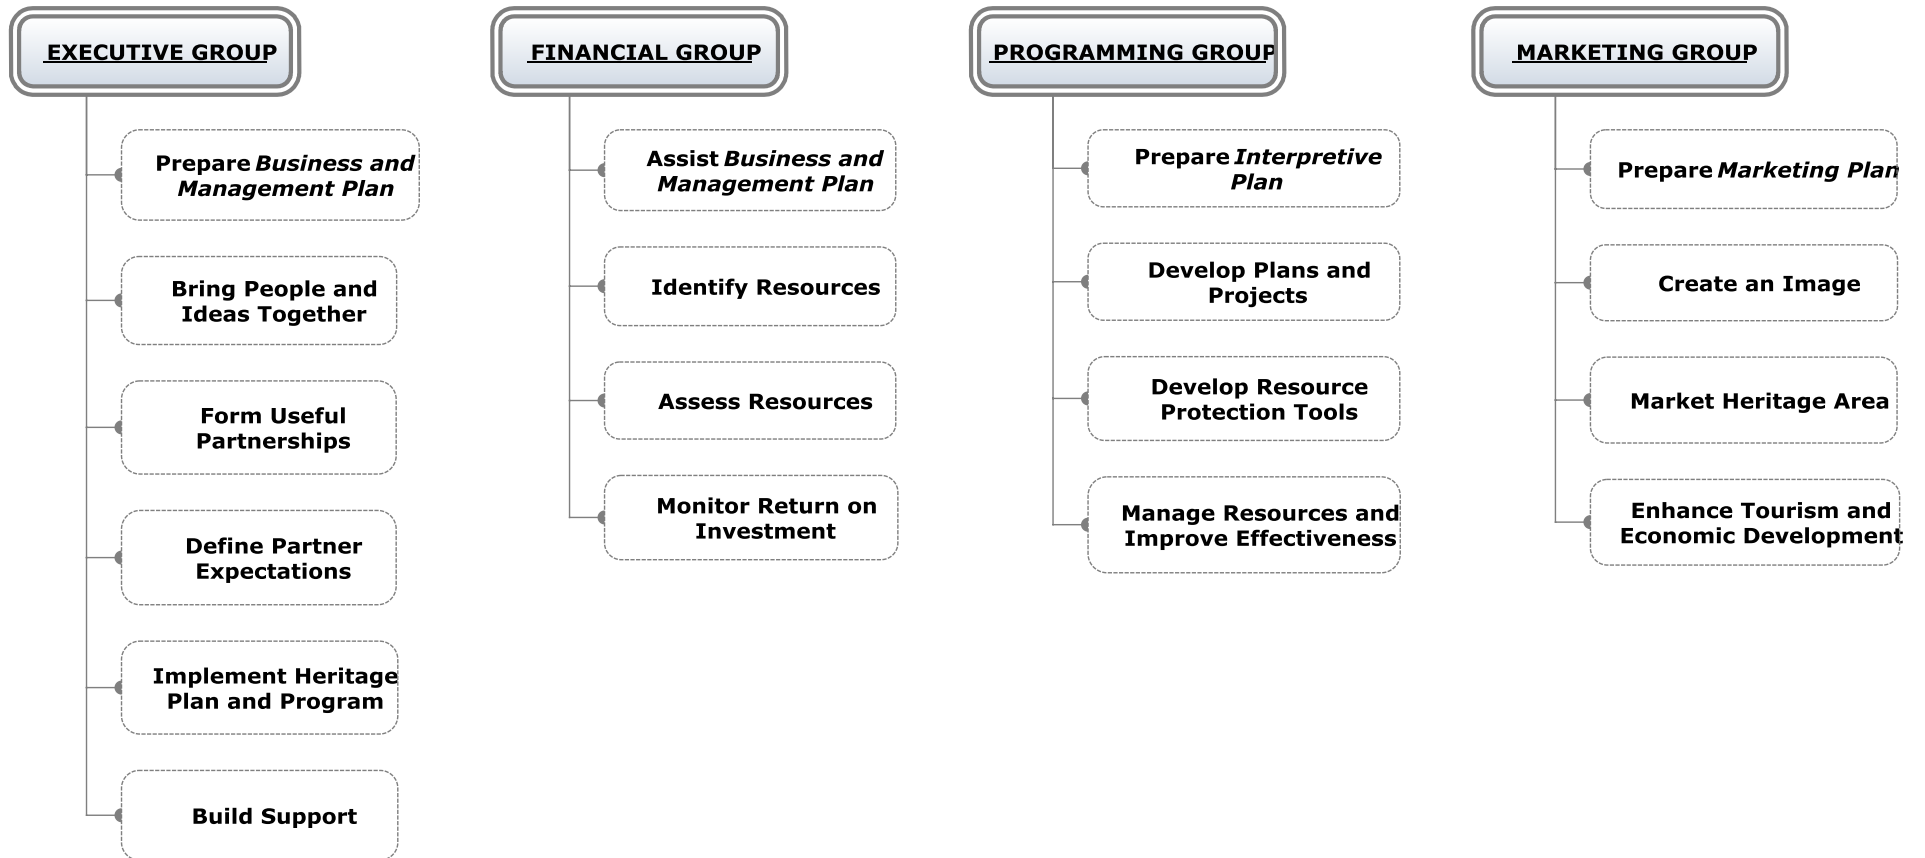 EXECUTIVE GROUP
Prepare Business and
Management Plan
Bring People and
Ideas Together
Form Useful
Partnerships
Define Partner
Expectations
Implement Heritage
Plan and Program
Build Support
FINANCIAL GROUP
Assist Business and
Management Plan
Identify Resources
Assess Resources
Monitor Return on
Investment
PROGRAMMING GROUP
Prepare Interpretive
Plan
Develop Plans and
Projects
Develop Resource
Protection Tools
Manage Resources and
Improve Effectiveness
MARKETING GROUP
Prepare Marketing Plan
Create an Image
Market Heritage Area
Enhance Tourism and
Economic Development